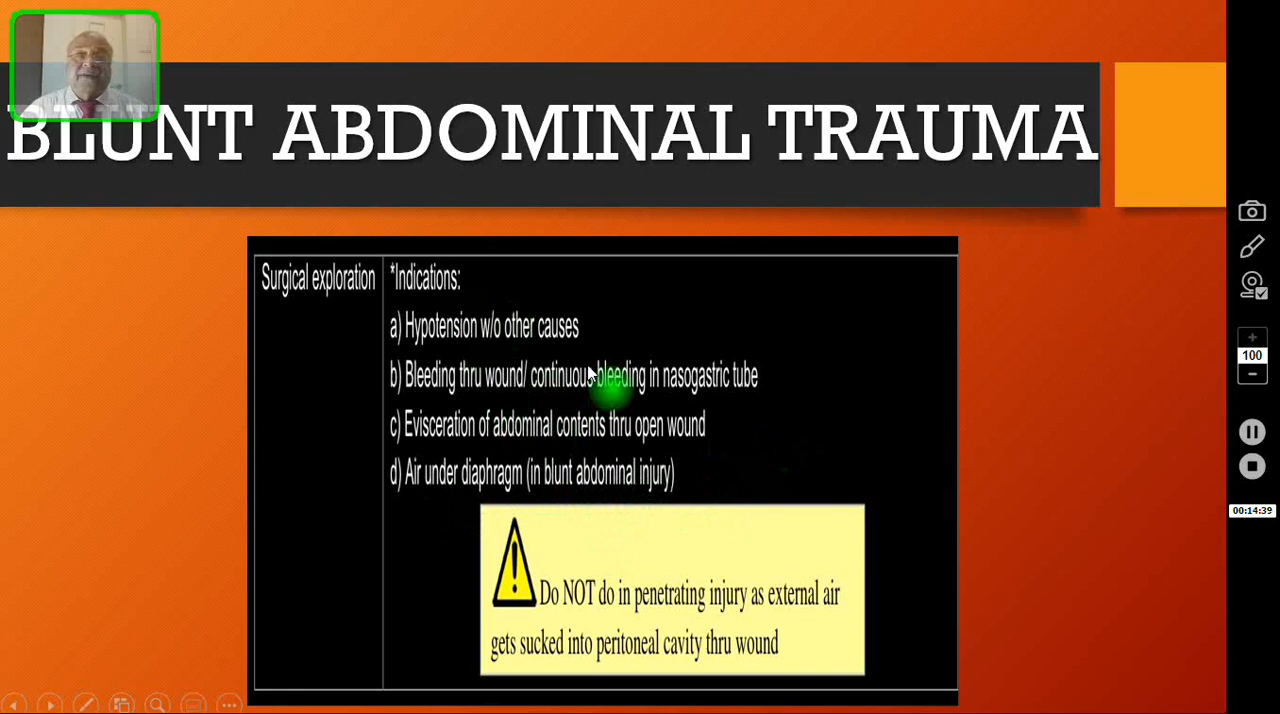 BLUNT ABDOMINAL TRAUMA
Surgical exploration
*Indications:
a) Hypotension w/o other causes
b) Bleeding thru wound/ continuous bleeding in nasogastric tube
c) Evisceration of abdominal contents thru open wound
d) Air under diaphragm (in blunt abdominal injury)
Do NOT do in penetrating injury as external air
gets sucked into peritoneal cavity thru wound
100
00:14:39